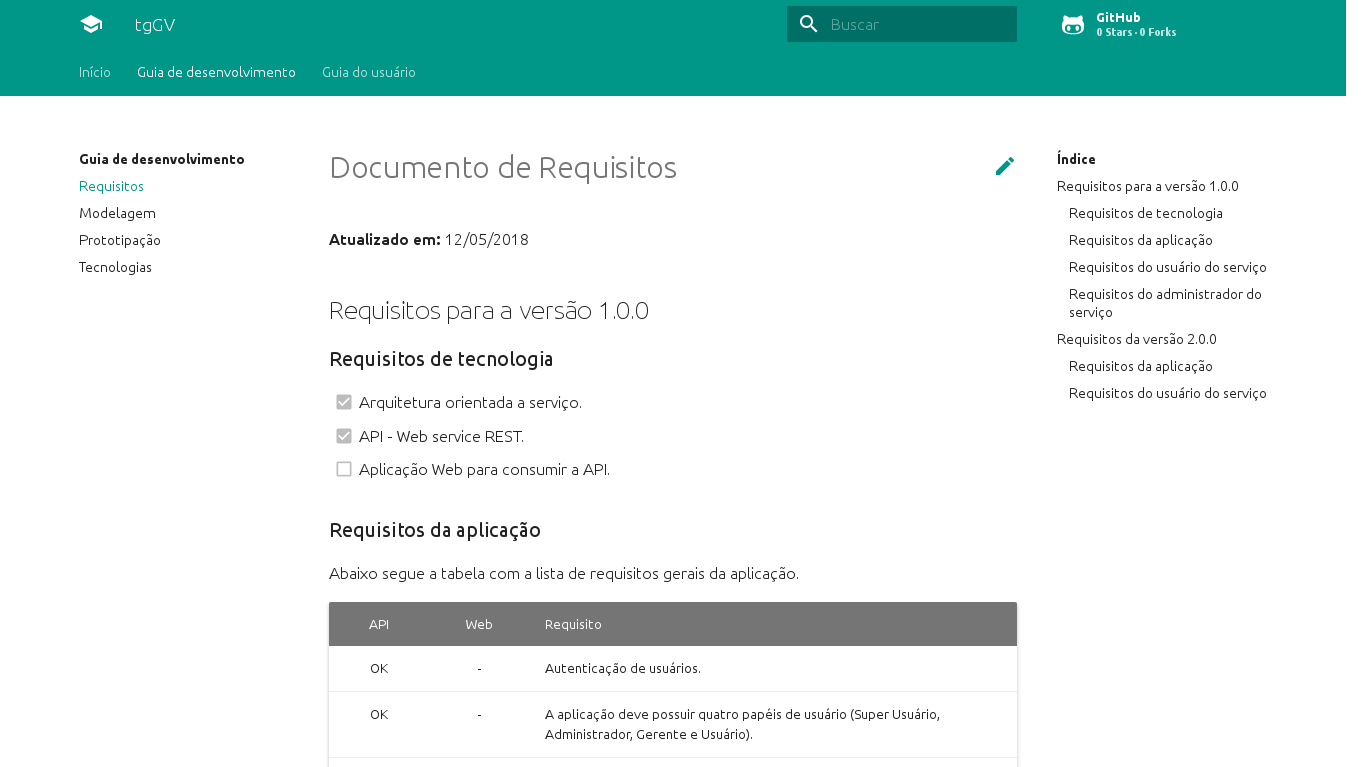 tgGV
Buscar
GitHub
0 Stars · 0 Forks
Início
Guia de desenvolvimento
Guia do usuário
Guia de desenvolvimento
Requisitos
Modelagem
Prototipação
Tecnologias
Documento de Requisitos
Atualizado em: 12/05/2018
Requisitos para a versão 1.0.0
Requisitos de tecnologia
Arquitetura orientada a serviço.
API - Web service REST.
Aplicação Web para consumir a API.
Requisitos da aplicação
Abaixo segue a tabela com a lista de requisitos gerais da aplicação.
API Web Requisito
OK - Autenticação de usuários.
OK - A aplicação deve possuir quatro papéis de usuário (Super Usuário,
Administrador, Gerente e Usuário).
Índice
Requisitos para a versão 1.0.0
Requisitos de tecnologia
Requisitos da aplicação
Requisitos do usuário do serviço
Requisitos do administrador do
serviço
Requisitos da versão 2.0.0
Requisitos da aplicação
Requisitos do usuário do serviço